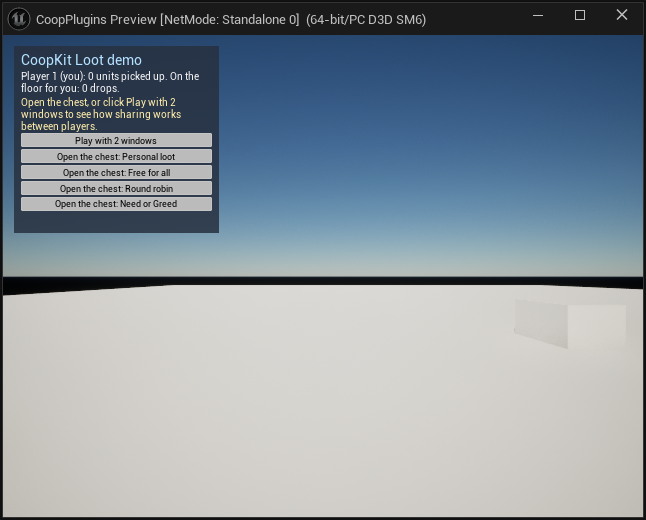 CoopPlugins Preview [NetMode: Standalone 0]  (64-bit/PC D3D SM6)
CoopKit Loot demo
Player 1 (you): 0 units picked up. On the
floor for you: 0 drops.
Open the chest, or click Play with 2
windows to see how sharing works
between players.
Play with 2 windows
Open the chest: Personal loot
Open the chest: Free for all
Open the chest: Round robin
Open the chest: Need or Greed